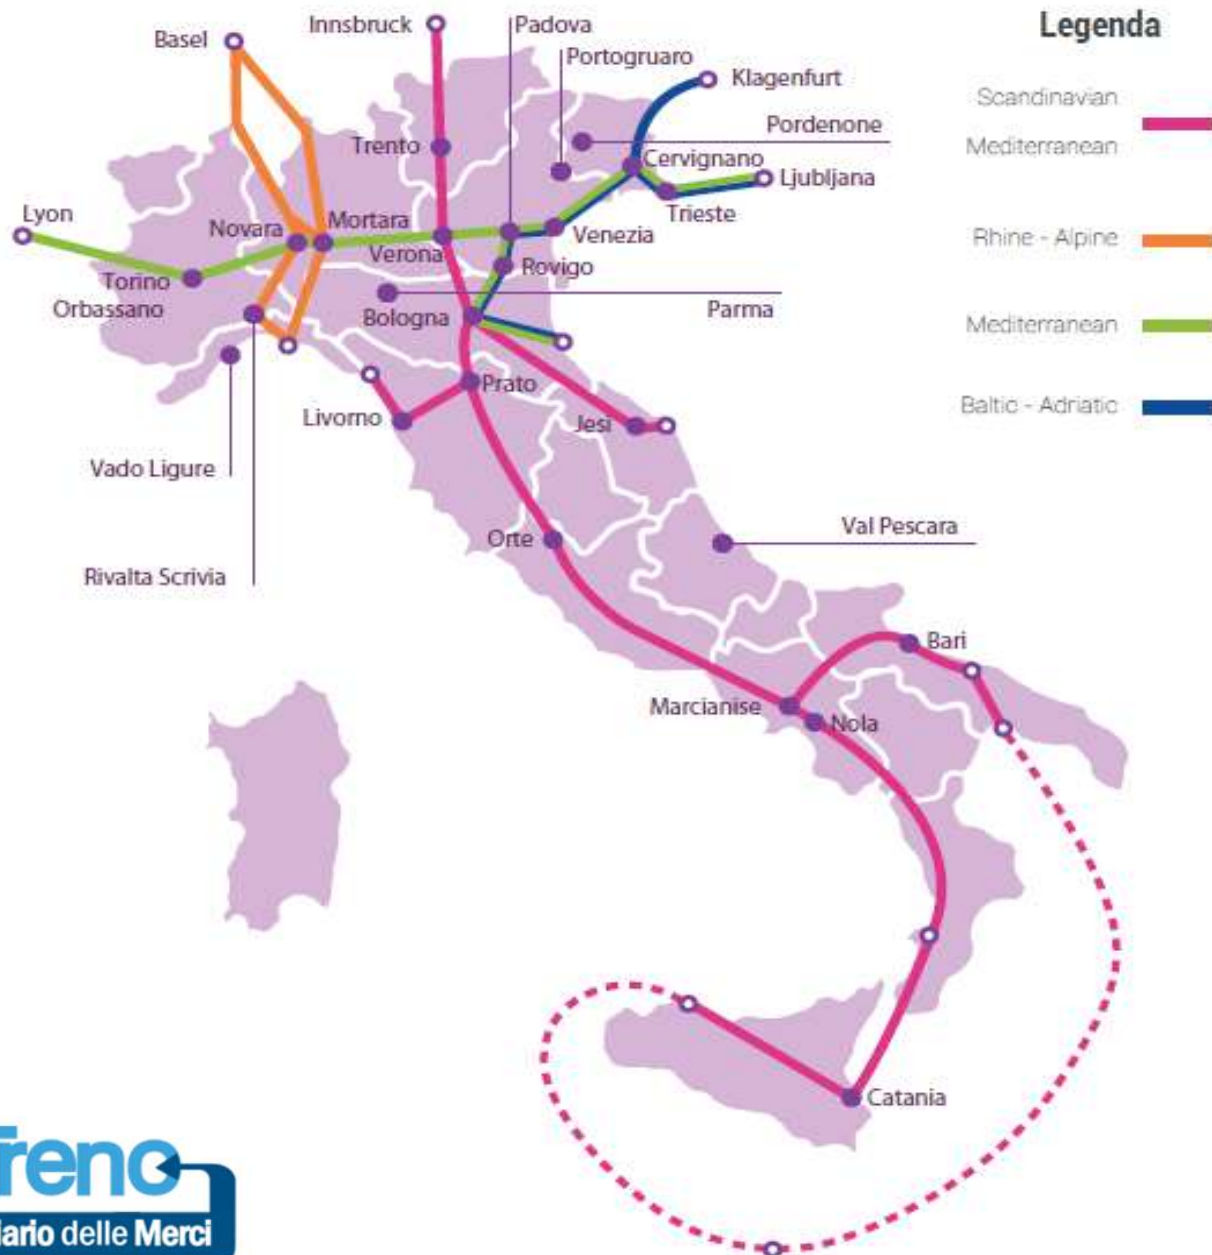 Legenda
Scandinavian
Mediterranean
Rhine - Alpine
Mediterranean
Baltic - Adriatic
Innsbruck
Padova
Basel
Portogruaro
Klagenfurt
Pordenone
Trento
Cervignano
Ljubljana
Lyon
Mortara
Trieste
Novara
Venezia
Verona
Rovigo
Torino
Orbassano
Parma
Bologna
Prato
Livorno
Jesi
Vado Ligure
Val Pescara
Orte
Rivalta Scrivia
Bari
Marcianise
Nola
Catania
Treno
delle Merci